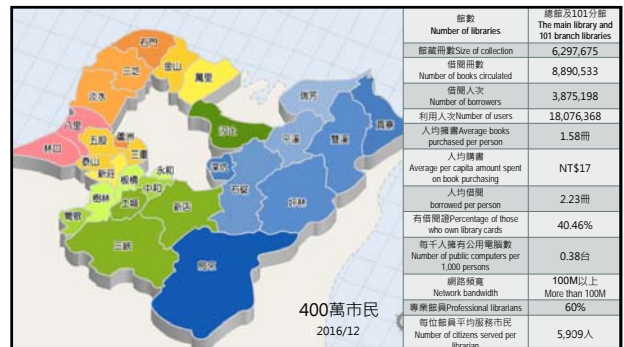 石門
三芝
金山
萬里
淡水
八里
林口
五股
蘆洲
泰山
三重
新莊
板橋
永和
中和
樹林
土城
鶯歌
三峽
新店
汐止
深坑
石碇
坪林
烏來
瑞芳
平溪
雙溪
貢寮
400萬市民
2016/12
館數
Number of libraries
總館及101分館
The main library and
101 branch libraries
館藏冊數Size of collection
6,297,675
借閱冊數
Number of books circulated
8,890,533
借閱人次
Number of borrowers
3,875,198
利用人次Number of users
18,076,368
人均擁書Average books
purchased per person
1.58冊
人均購書
Average per capita amount spent
on book purchasing
NT$17
人均借閱
borrowed per person
2.23冊
有借閱證Percentage of those
who own library cards
40.46%
每千人擁有公用電腦數
Number of public computers per
1,000 persons
0.38台
網路頻寬
Network bandwidth
100M以上
More than 100M
專業館員Professional librarians
60%
每位館員平均服務市民
Number of citizens served per
librarian
5,909人